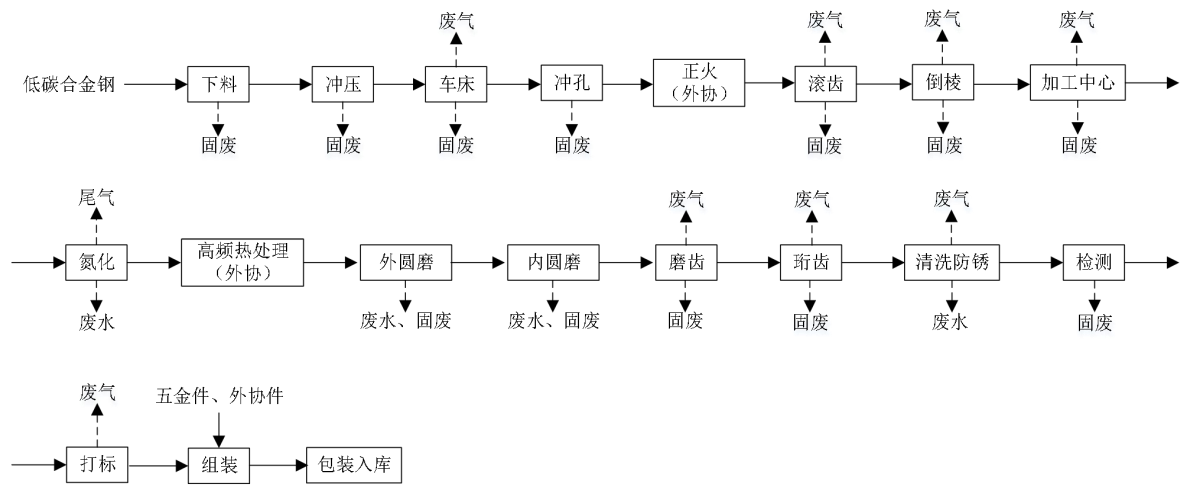 废气 废气 废气 废气
低碳合金钢 下料 冲压 车床 冲孔 正火 滚齿 倒棱 加工中心
（外协）
固废 固废 固废 固废 固废 固废 固废
尾气 废气 废气 废气
氮化 高频热处理 外圆磨 内圆磨 磨齿 珩齿 清洗防锈 检测
（外协）
废水 废水、固废 废水、固废 固废 固废 废水 固废
废气 五金件、外协件
打标 组装 包装入库